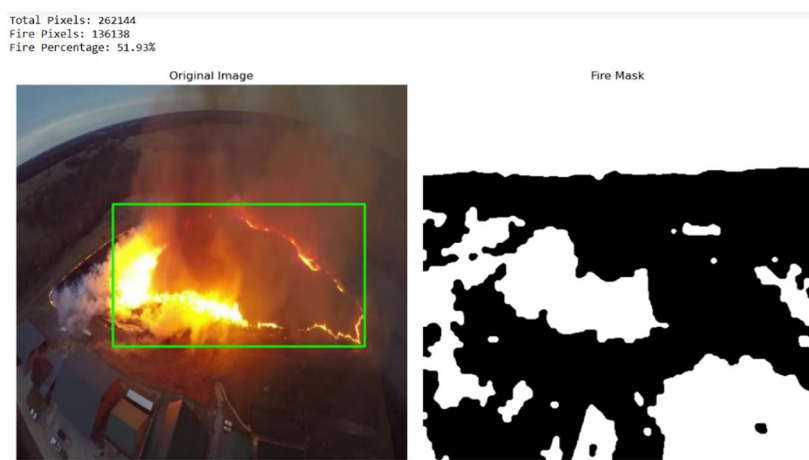 Total Pixels: 262144
Fire Pixels: 136138
Fire Percentage: 51.93%
Original Image
Fire Mask